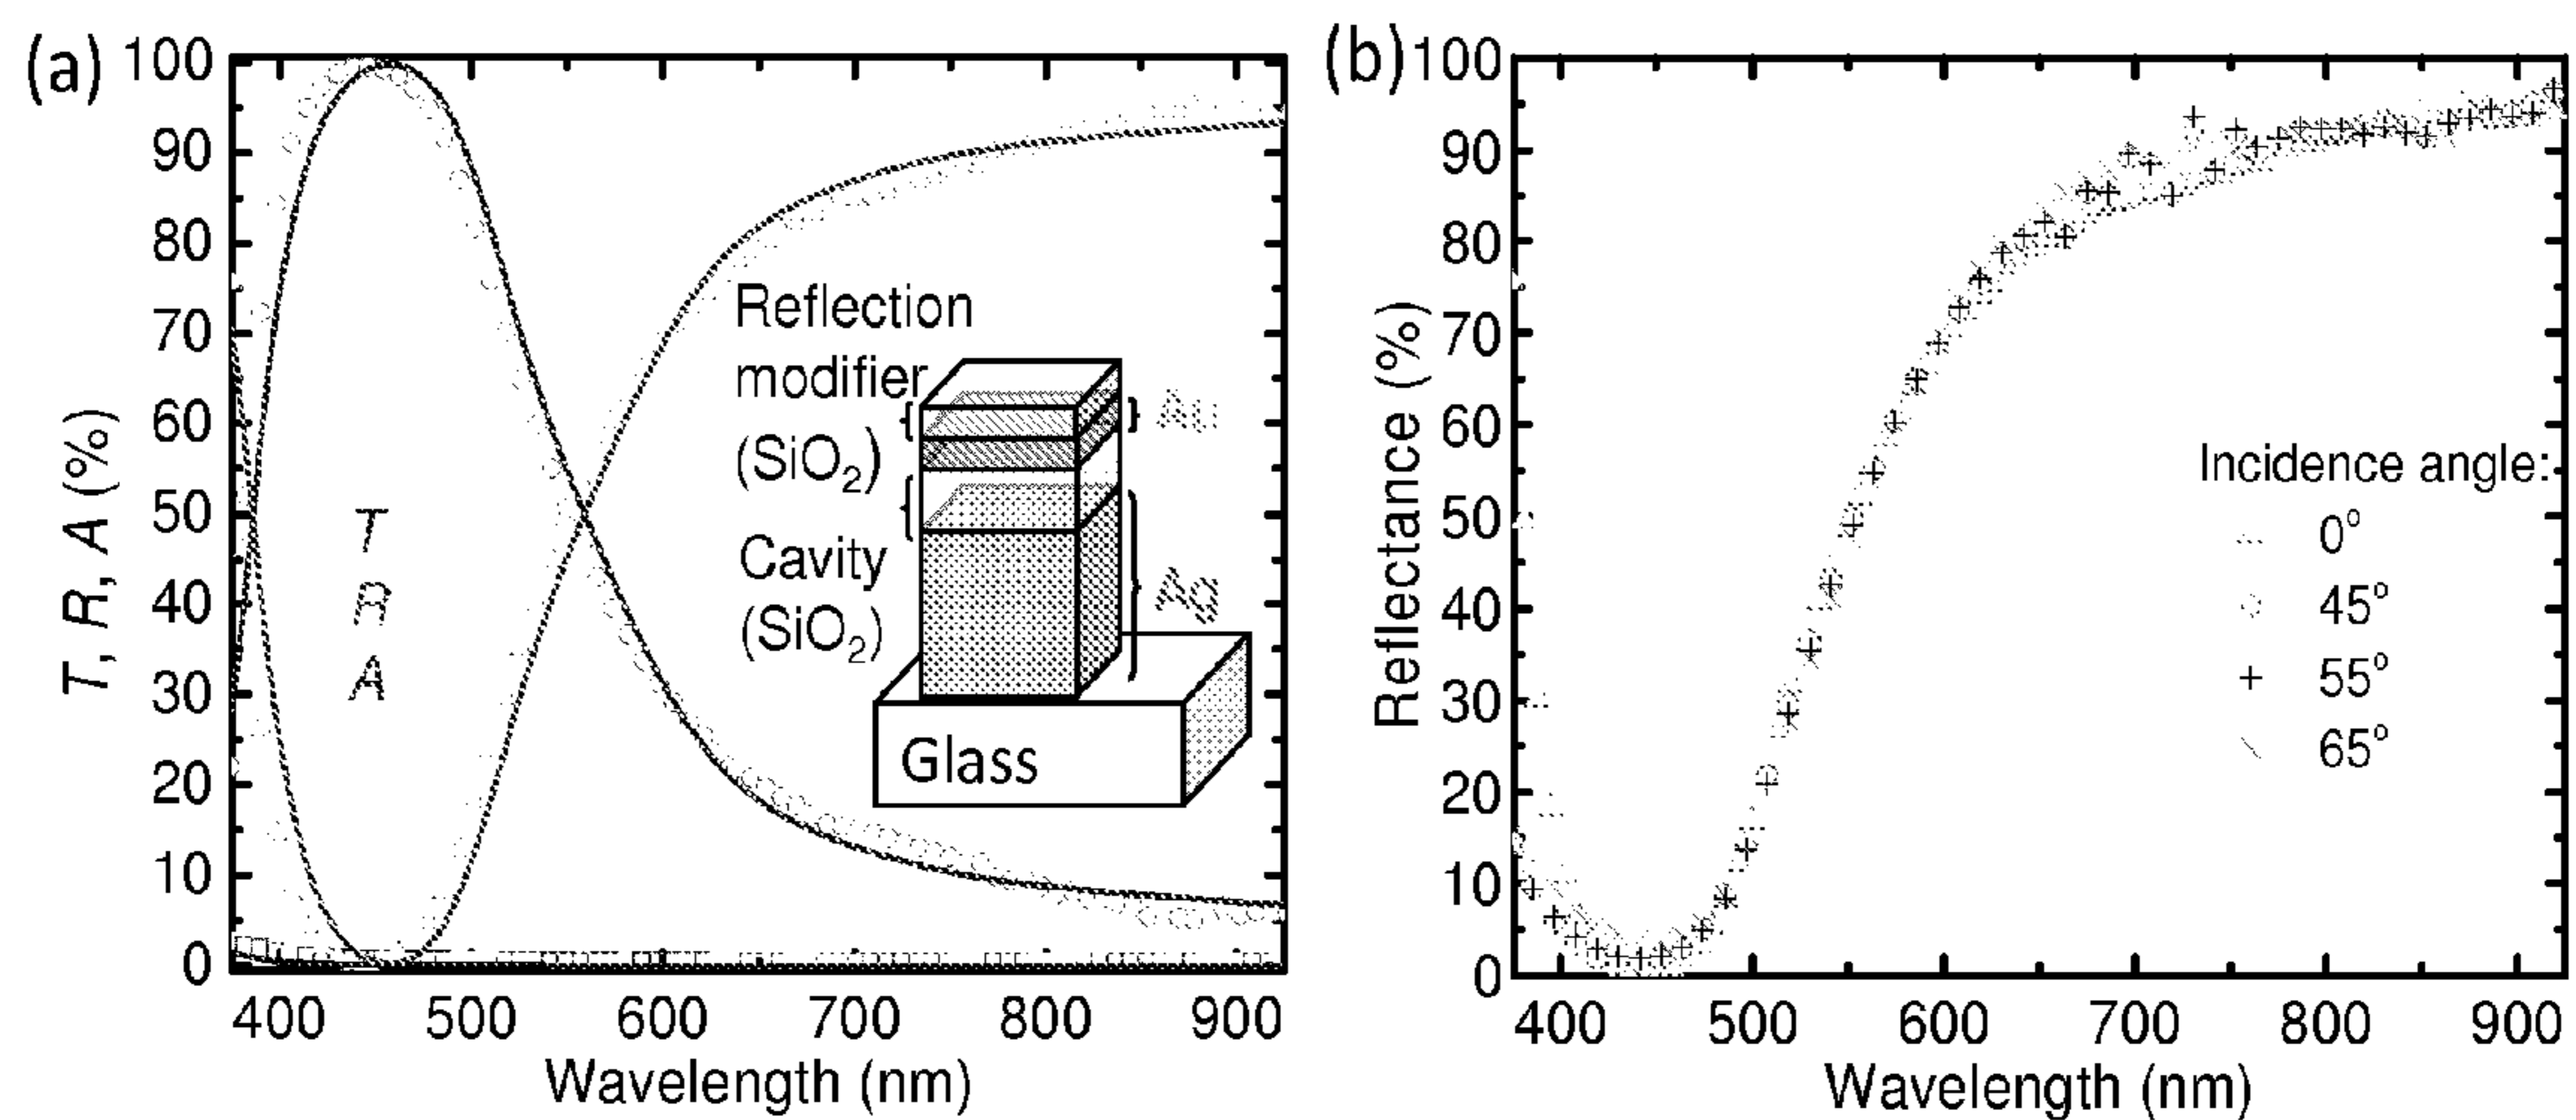 (a)
100
90
80
70
60
50
40
30
20
10
0
T, R, A (%)
T
R
A
Reflection
modifier
(SiO₂)
Cavity
(SiO₂)
Au
Ag
Glass
400 500 600 700 800 900
Wavelength (nm)
(b)
100
90
80
70
60
50
40
30
20
10
0
Reflectance (%)
Incidence angle:
0°
45°
55°
65°
400 500 600 700 800 900
Wavelength (nm)